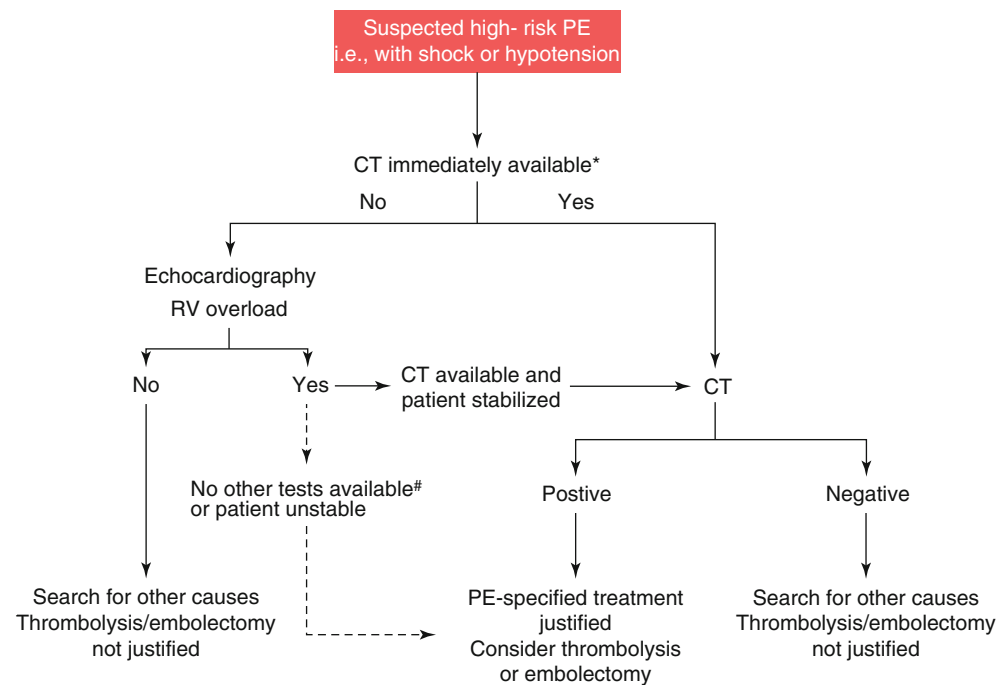 Suspected high- risk PE
i.e., with shock or hypotension
CT immediately available*
No
Yes
Echocardiography
RV overload
No
Yes
CT available and
patient stabilized
CT
No other tests available#
or patient unstable
Postive
Negative
Search for other causes
Thrombolysis/embolectomy
not justified
PE-specified treatment
justified
Consider thrombolysis
or embolectomy
Search for other causes
Thrombolysis/embolectomy
not justified